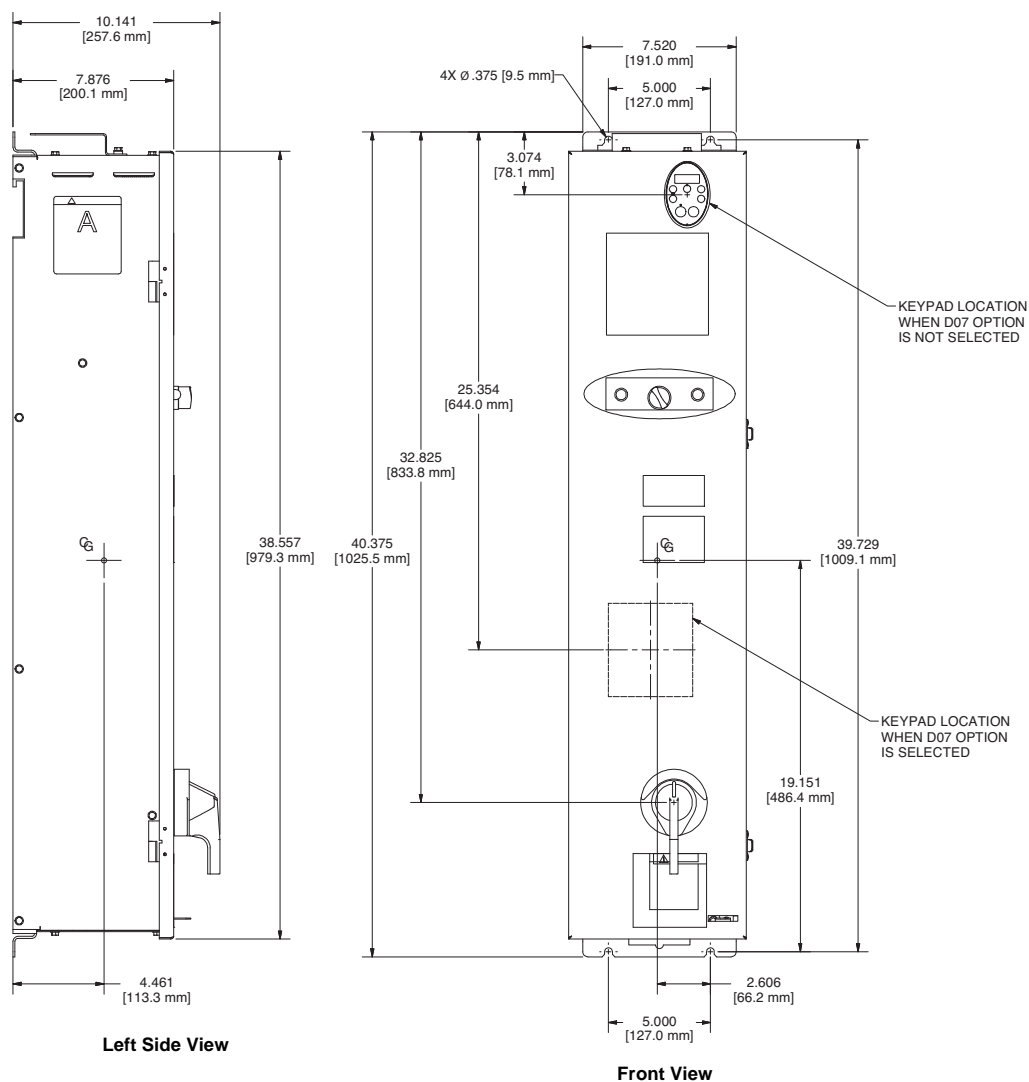 10.141
[257.6 mm]
7.876
[200.1 mm]
A
38.557
[979.3 mm]
CG
4.461
[113.3 mm]
Left Side View
7.520
[191.0 mm]
4X Ø .375 [9.5 mm]
5.000
[127.0 mm]
3.074
[78.1 mm]
KEYPAD LOCATION
WHEN D07 OPTION
IS NOT SELECTED
25.354
[644.0 mm]
32.825
[833.8 mm]
40.375
[1025.5 mm]
CG
39.729
[1009.1 mm]
KEYPAD LOCATION
WHEN D07 OPTION
IS SELECTED
19.151
[486.4 mm]
2.606
[66.2 mm]
5.000
[127.0 mm]
Front View